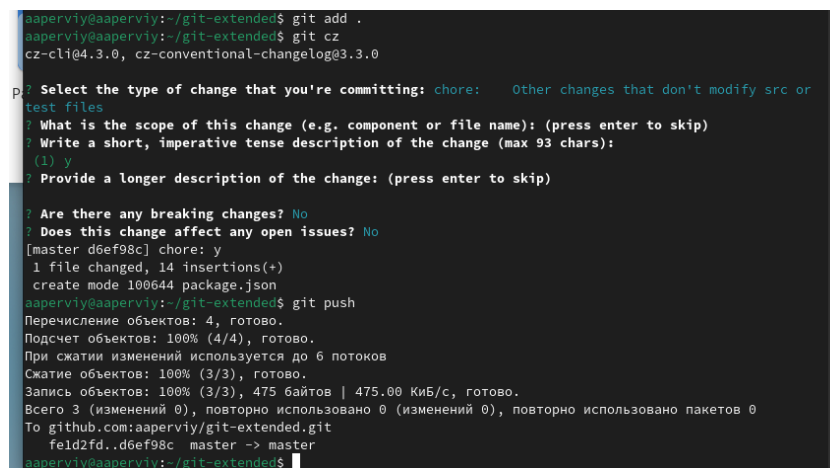 aaperviy@aaperviy:~/git-extended$ git add .
aaperviy@aaperviy:~/git-extended$ git cz
cz-cli@4.3.0, cz-conventional-changelog@3.3.0
? Select the type of change that you're committing: chore:    Other changes that don't modify src or
test files
? What is the scope of this change (e.g. component or file name): (press enter to skip)
? Write a short, imperative tense description of the change (max 93 chars):
 (1) y
? Provide a longer description of the change: (press enter to skip)
? Are there any breaking changes? No
? Does this change affect any open issues? No
[master d6ef98c] chore: y
 1 file changed, 14 insertions(+)
 create mode 100644 package.json
aaperviy@aaperviy:~/git-extended$ git push
Перечисление объектов: 4, готово.
Подсчет объектов: 100% (4/4), готово.
При сжатии изменений используется до 6 потоков
Сжатие объектов: 100% (3/3), готово.
Запись объектов: 100% (3/3), 475 байтов | 475.00 КиБ/с, готово.
Всего 3 (изменений 0), повторно использовано 0 (изменений 0), повторно использовано пакетов 0
To github.com:aaperviy/git-extended.git
   fe1d2fd..d6ef98c  master -> master
aaperviy@aaperviy:~/git-extended$